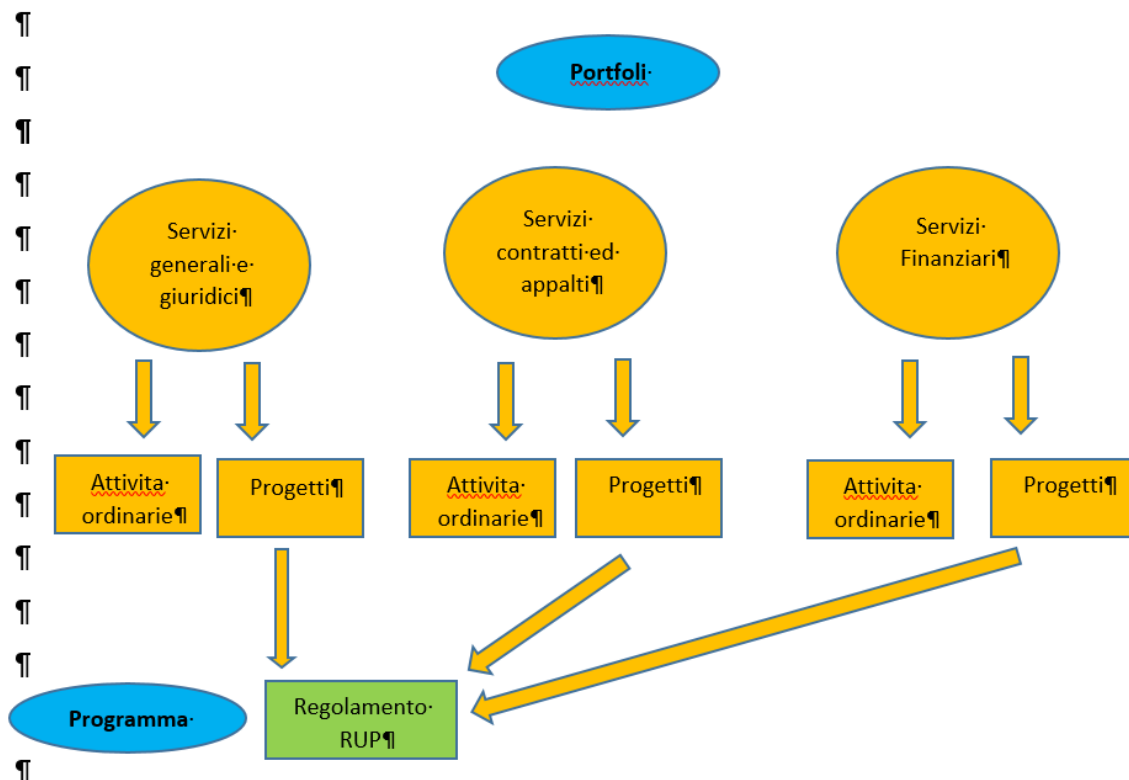 Portfoli·
Servizi·
generali·e·
giuridici¶
Servizi·
contratti·ed·
appalti¶
Servizi·
Finanziari¶
Attivita·
ordinarie¶
Progetti¶
Attivita·
ordinarie¶
Progetti¶
Attivita·
ordinarie¶
Progetti¶
Programma·
Regolamento·
RUP¶